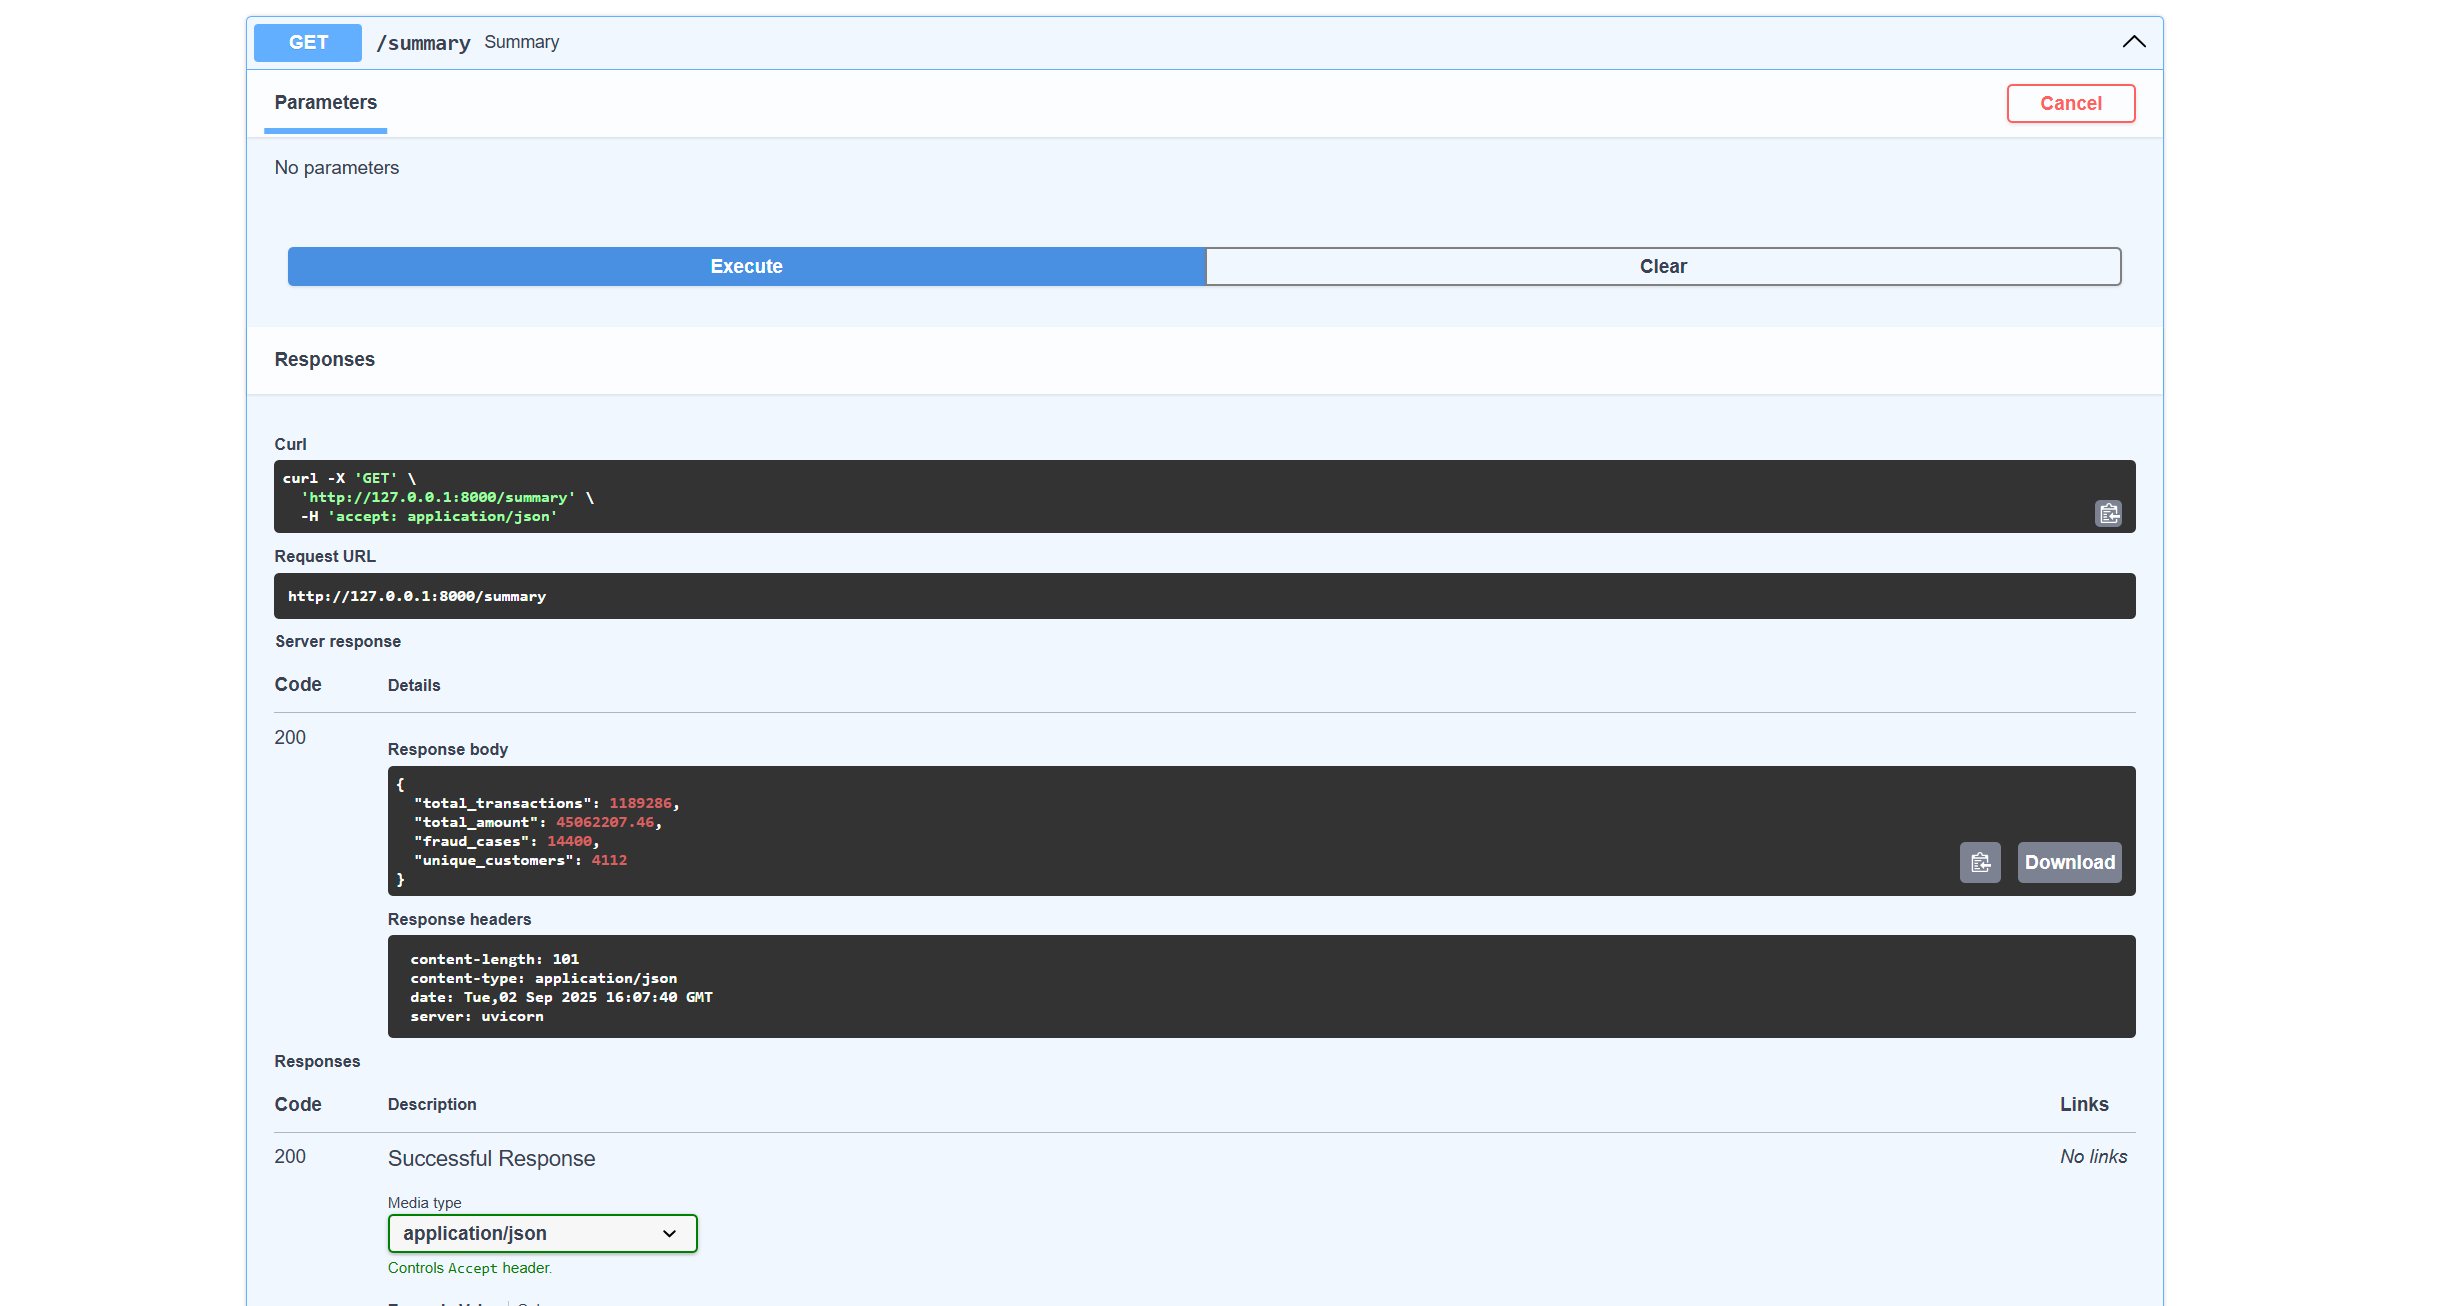 GET /summary Summary
Parameters
Cancel
No parameters
Execute
Clear
Responses
Curl
curl -X 'GET' \
  'http://127.0.0.1:8000/summary' \
  -H 'accept: application/json'
Request URL
http://127.0.0.1:8000/summary
Server response
Code Details
200
Response body
{
  "total_transactions": 1189286,
  "total_amount": 45062207.46,
  "fraud_cases": 14400,
  "unique_customers": 4112
}
Download
Response headers
content-length: 101
content-type: application/json
date: Tue,02 Sep 2025 16:07:40 GMT
server: uvicorn
Responses
Code Description Links
200 Successful Response No links
Media type
application/json
Controls Accept header.